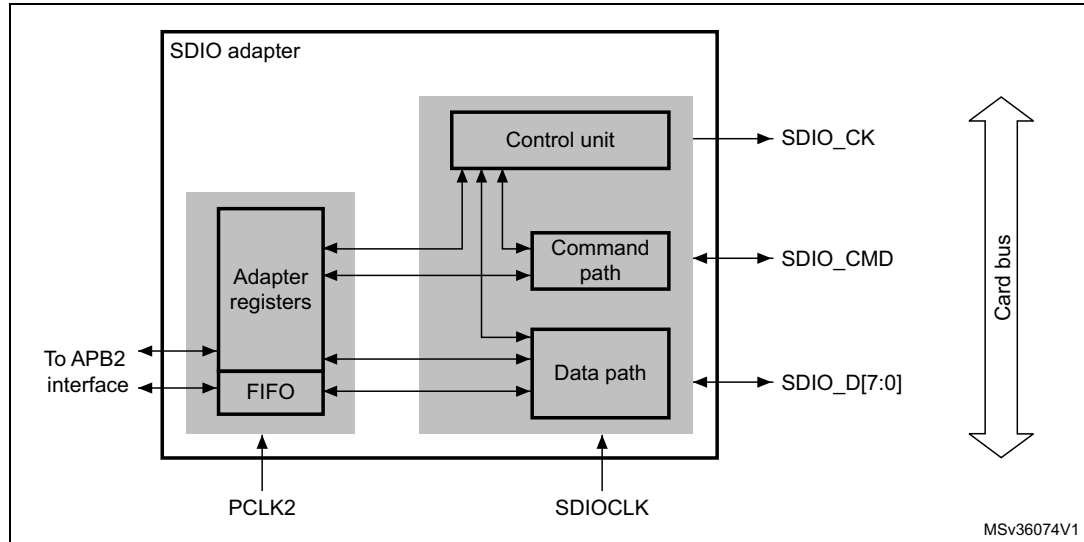 SDIO adapter
Control unit
SDIO_CK
Command
path
SDIO_CMD
Adapter
registers
Card bus
To APB2
interface
FIFO
Data path
SDIO_D[7:0]
PCLK2
SDIOCLK
MSv36074V1